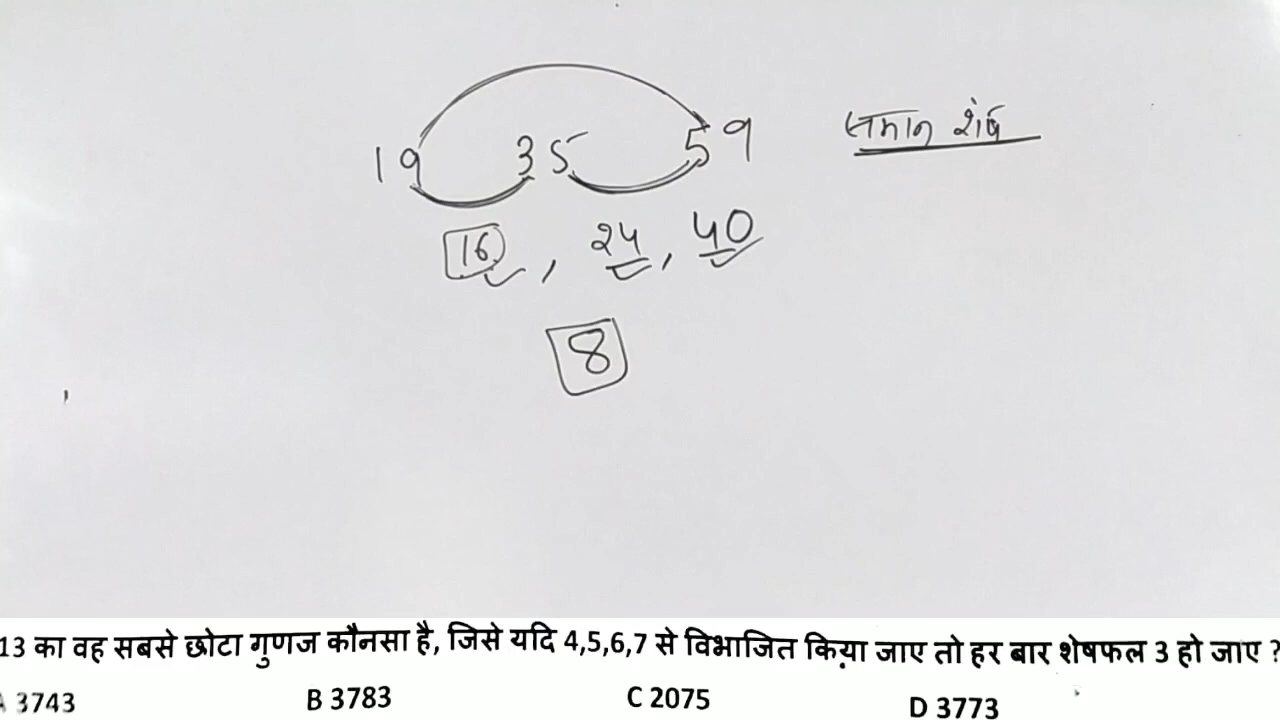 19 35 59 समान शेष
16 , 24 , 40
8
13 का वह सबसे छोटा गुणज कौनसा है, जिसे यदि 4,5,6,7 से विभाजित किया जाए तो हर बार शेषफल 3 हो जाए ?
A 3743 B 3783 C 2075 D 3773